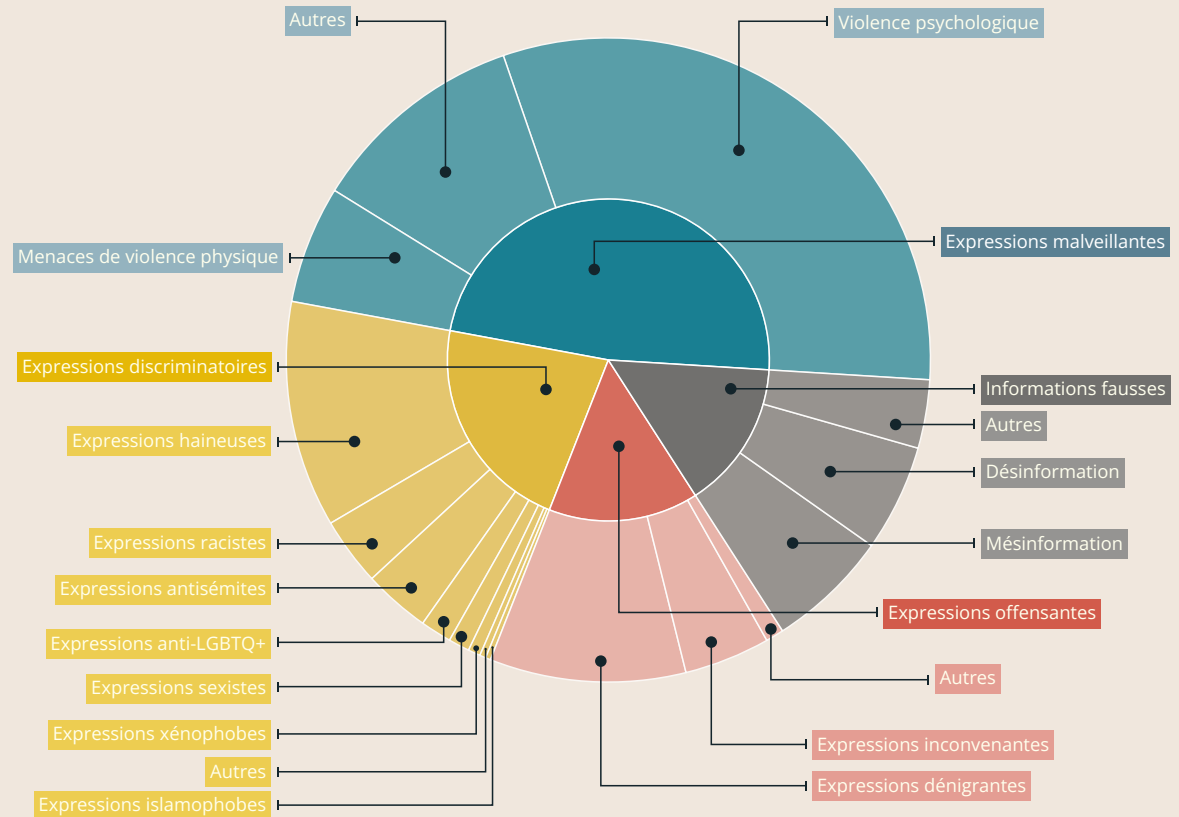 Autres
Violence psychologique
Expressions malveillantes
Menaces de violence physique
Expressions discriminatoires
Informations fausses
Autres
Expressions haineuses
Désinformation
Expressions racistes
Mésinformation
Expressions antisémites
Expressions offensantes
Expressions anti-LGBTQ+
Autres
Expressions sexistes
Expressions xénophobes
Expressions inconvenantes
Autres
Expressions dénigrantes
Expressions islamophobes